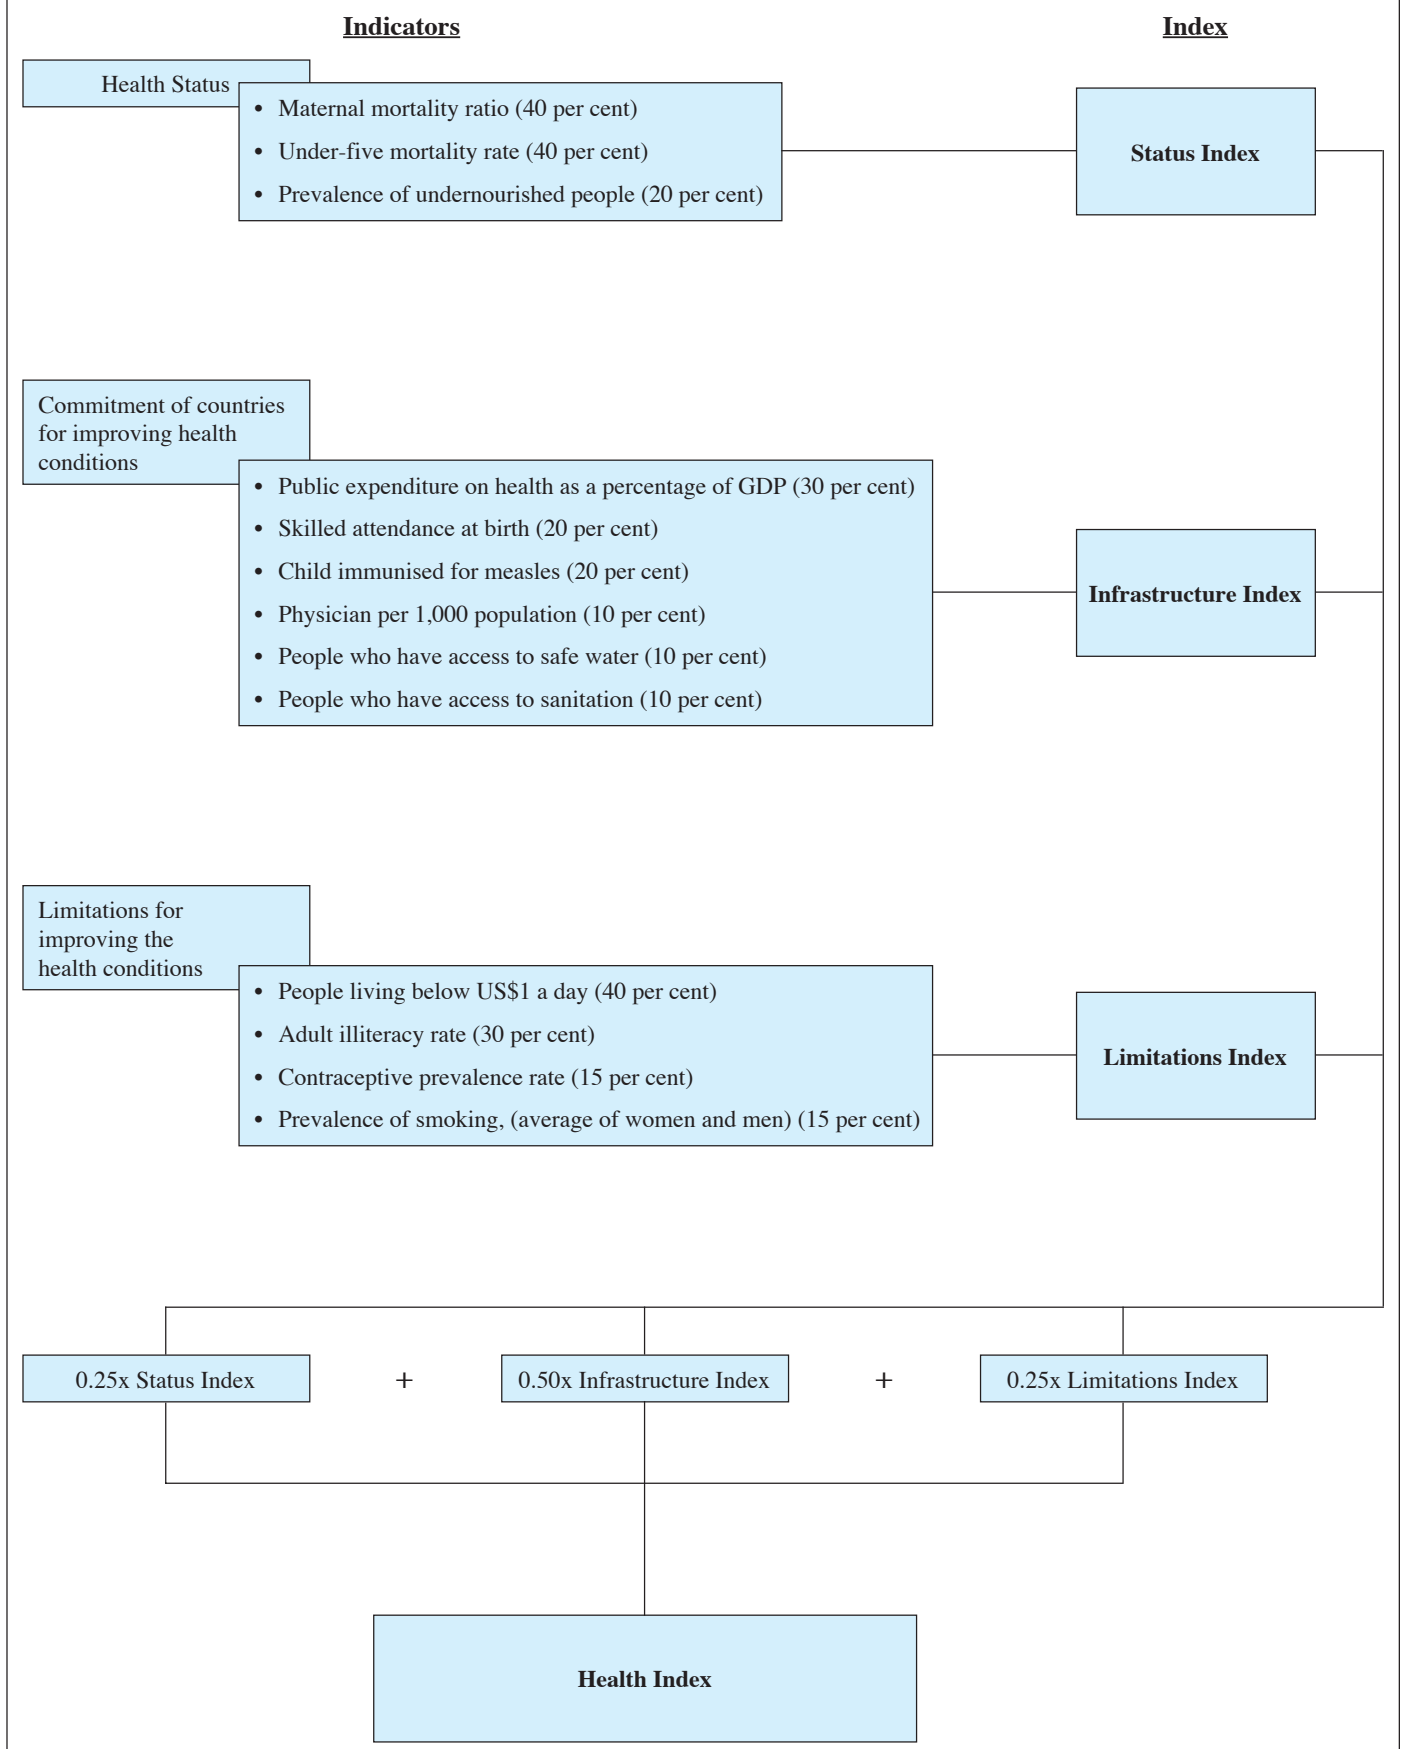 Indicators
Index
Health Status
• Maternal mortality ratio (40 per cent)
• Under-five mortality rate (40 per cent)
• Prevalence of undernourished people (20 per cent)
Status Index
Commitment of countries
for improving health
conditions
• Public expenditure on health as a percentage of GDP (30 per cent)
• Skilled attendance at birth (20 per cent)
• Child immunised for measles (20 per cent)
• Physician per 1,000 population (10 per cent)
• People who have access to safe water (10 per cent)
• People who have access to sanitation (10 per cent)
Infrastructure Index
Limitations for
improving the
health conditions
• People living below US$1 a day (40 per cent)
• Adult illiteracy rate (30 per cent)
• Contraceptive prevalence rate (15 per cent)
• Prevalence of smoking, (average of women and men) (15 per cent)
Limitations Index
0.25x Status Index + 0.50x Infrastructure Index + 0.25x Limitations Index
Health Index